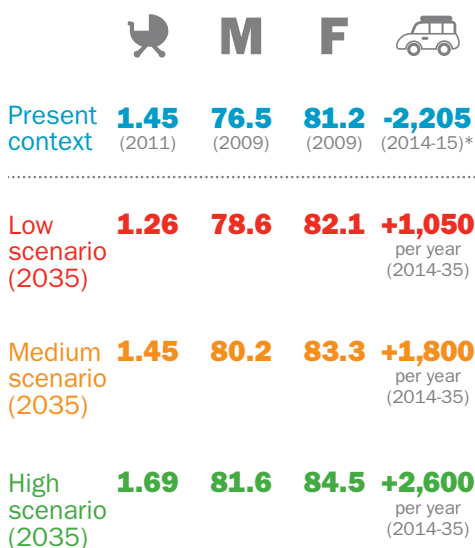 M F
Present context 1.45 76.5 81.2 -2,205
(2011) (2009) (2009) (2014-15)*
Low scenario (2035) 1.26 78.6 82.1 +1,050
per year
(2014-35)
Medium scenario (2035) 1.45 80.2 83.3 +1,800
per year
(2014-35)
High scenario (2035) 1.69 81.6 84.5 +2,600
per year
(2014-35)